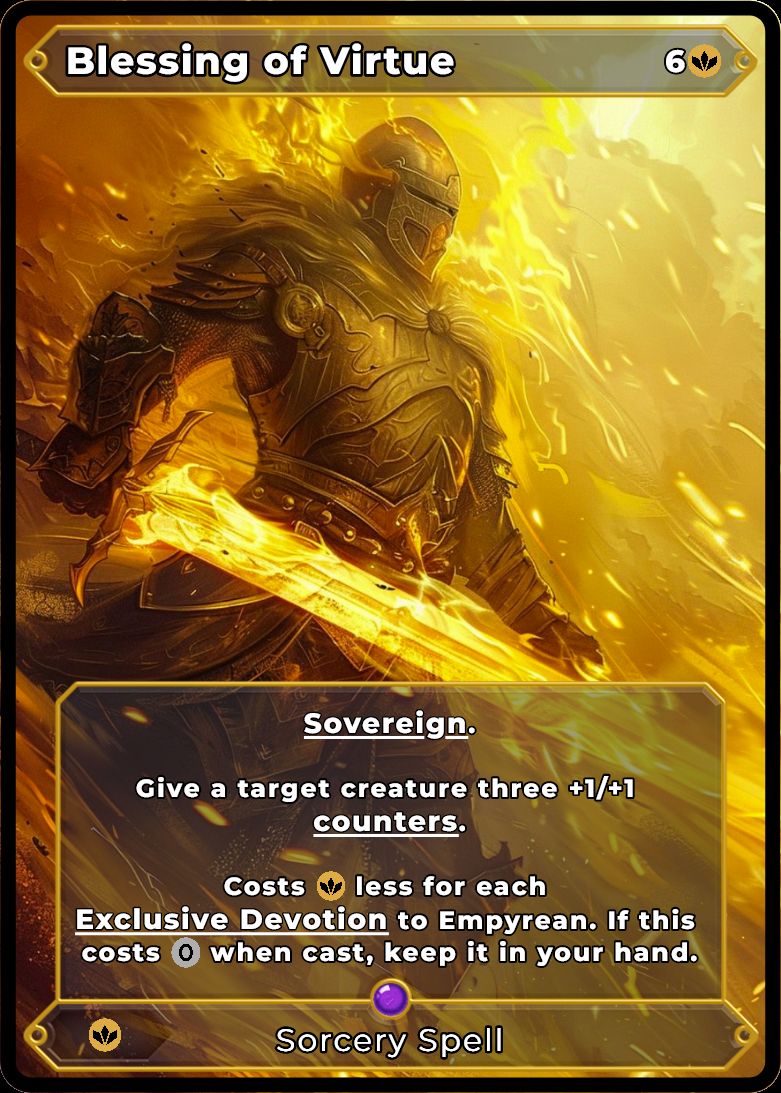 Blessing of Virtue 6
Sovereign.
Give a target creature three +1/+1
counters.
Costs less for each
Exclusive Devotion to Empyrean. If this
costs 0 when cast, keep it in your hand.
Sorcery Spell